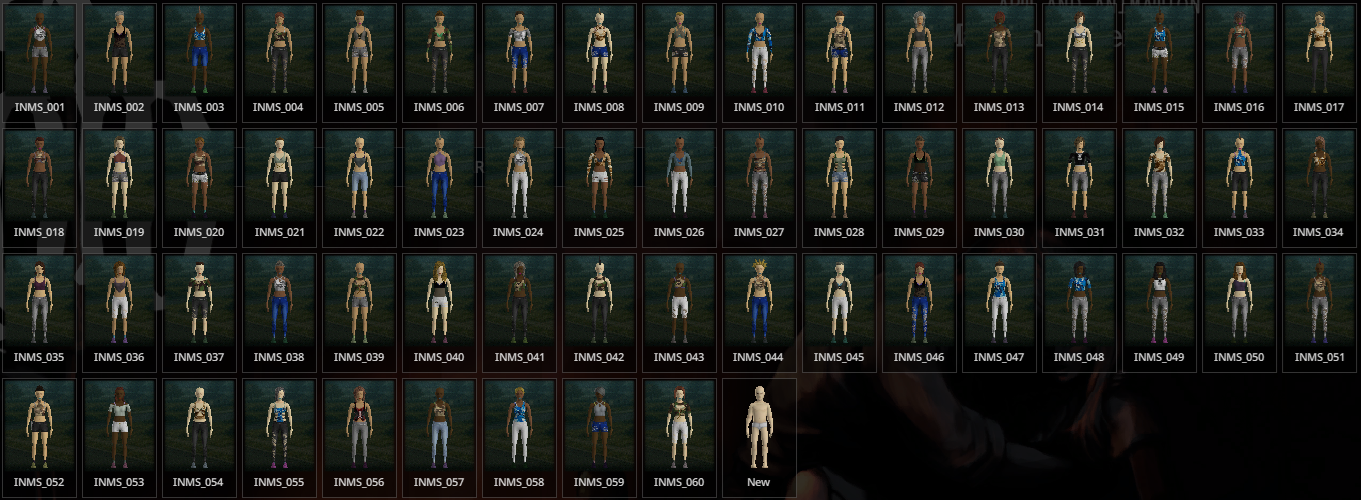 INMS_001 INMS_002 INMS_003 INMS_004 INMS_005 INMS_006 INMS_007 INMS_008 INMS_009 INMS_010 INMS_011 INMS_012 INMS_013 INMS_014 INMS_015 INMS_016 INMS_017
INMS_018 INMS_019 INMS_020 INMS_021 INMS_022 INMS_023 INMS_024 INMS_025 INMS_026 INMS_027 INMS_028 INMS_029 INMS_030 INMS_031 INMS_032 INMS_033 INMS_034
INMS_035 INMS_036 INMS_037 INMS_038 INMS_039 INMS_040 INMS_041 INMS_042 INMS_043 INMS_044 INMS_045 INMS_046 INMS_047 INMS_048 INMS_049 INMS_050 INMS_051
INMS_052 INMS_053 INMS_054 INMS_055 INMS_056 INMS_057 INMS_058 INMS_059 INMS_060 New